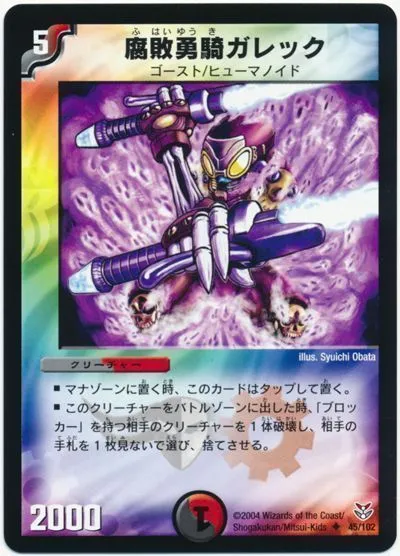 5
ふはいゆうき
腐敗勇騎ガレック
ゴースト/ヒューマノイド
illus. Syuichi Obata
クリーチャー
■ マナゾーンに置く時、このカードはタップして置く。
■ このクリーチャーをバトルゾーンに出した時、「ブロッ
カー」を持つ相手のクリーチャーを1体破壊し、相手の
手札を1枚見ないで選び、捨てさせる。
2000
1
©2004 Wizards of the Coast/
Shogakukan/Mitsui-Kids ◆ 45/102